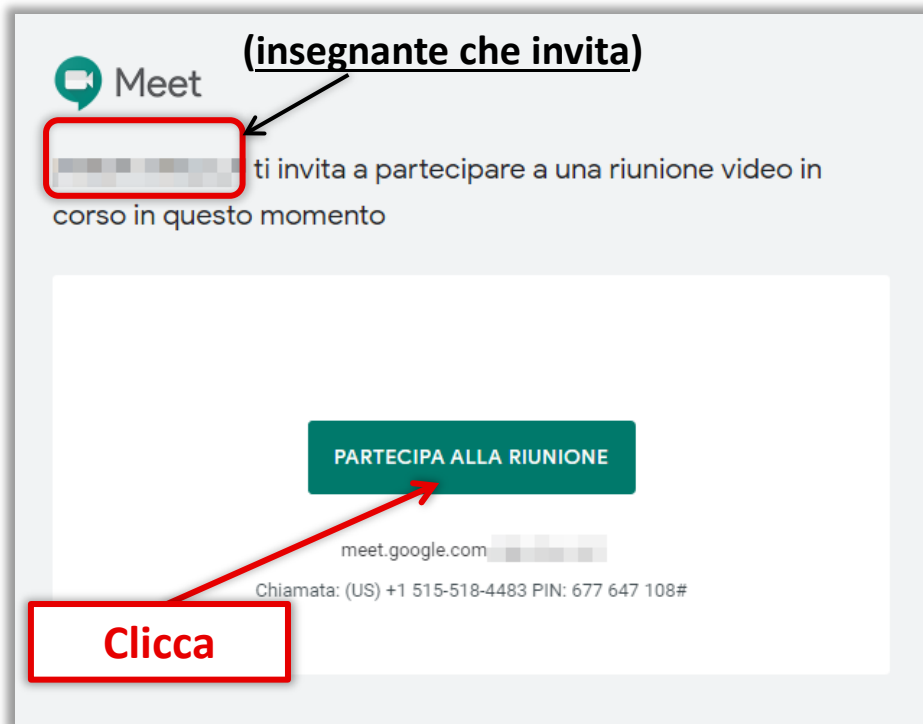 (insegnante che invita)
Meet
ti invita a partecipare a una riunione video in
corso in questo momento
PARTECIPA ALLA RIUNIONE
meet.google.com
Chiamata: (US) +1 515-518-4483 PIN: 677 647 108#
Clicca